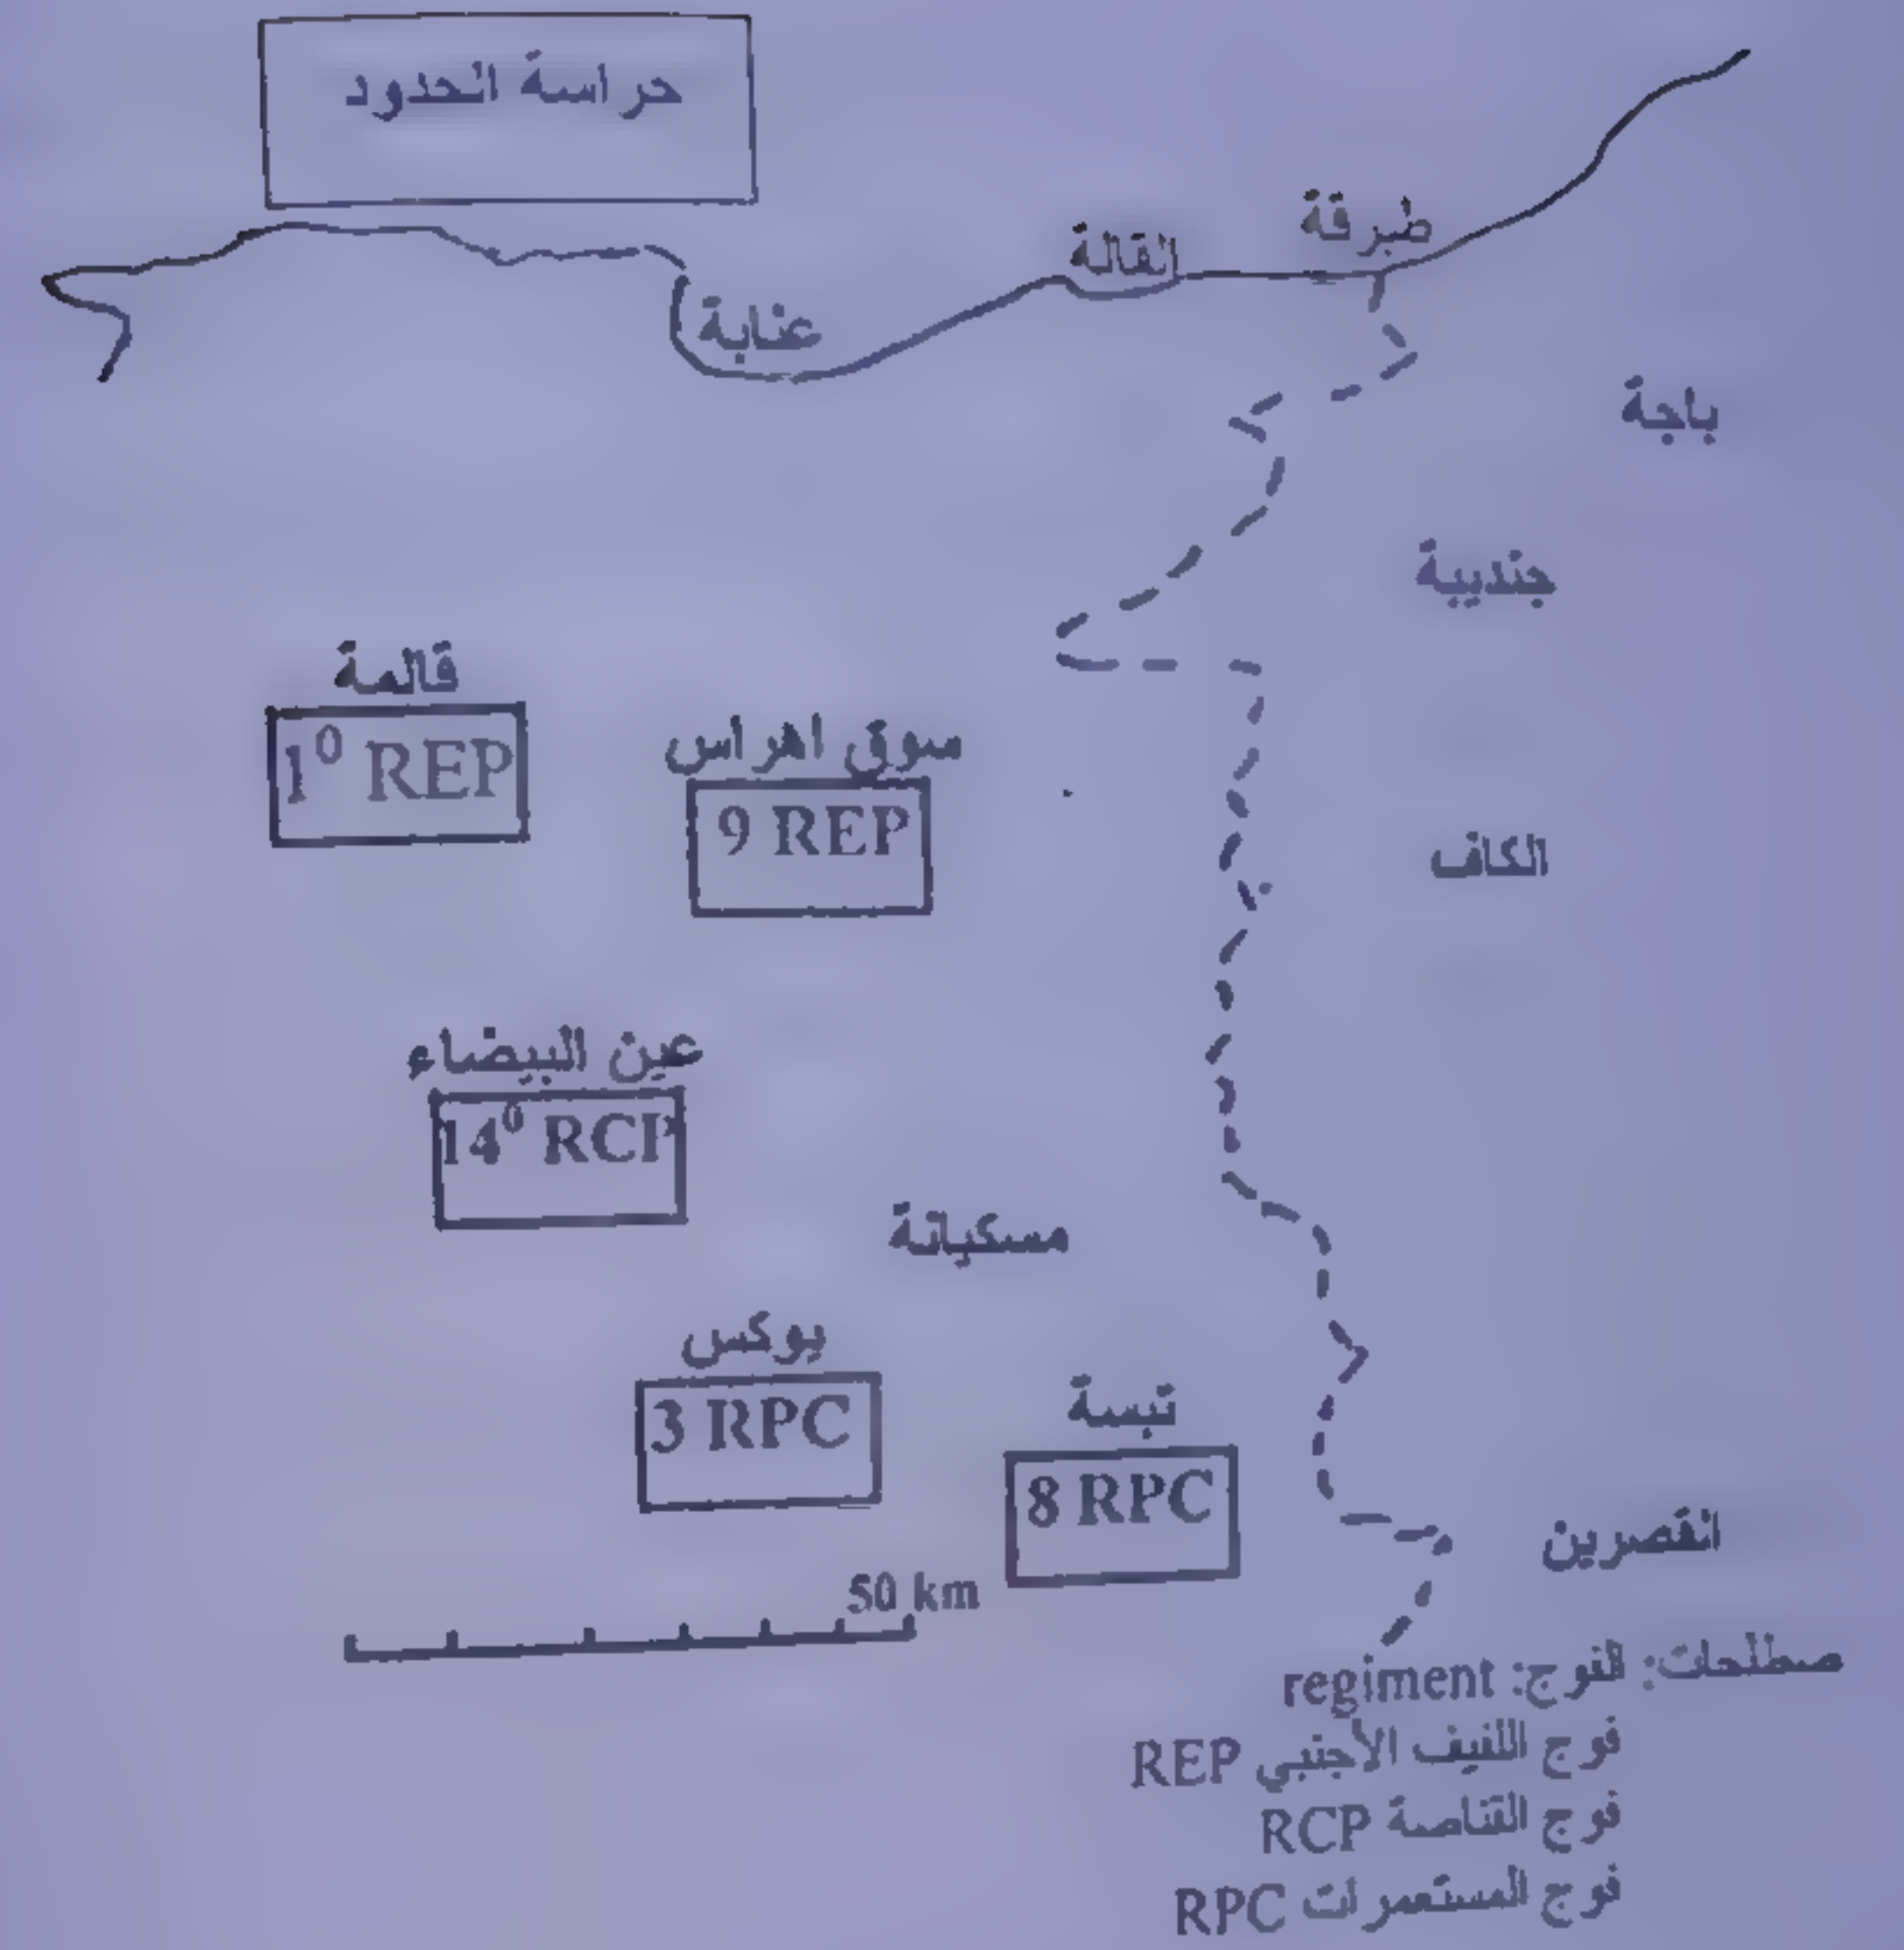 حراسة الحدود
طبرقة
القالة
عنابة
باجة
جندبية
قالمة
1⁰ REP
سوق اهراس
9 REP
الكاف
عين البيضاء
14⁰ RCP
مسكيانة
يوكس
3 RPC
تبسة
8 RPC
القصرين
50 km
مصطلحات: الفوج: regiment
فوج اللفيف الأجنبي REP
فوج القناصة RCP
فوج المستعمرات RPC